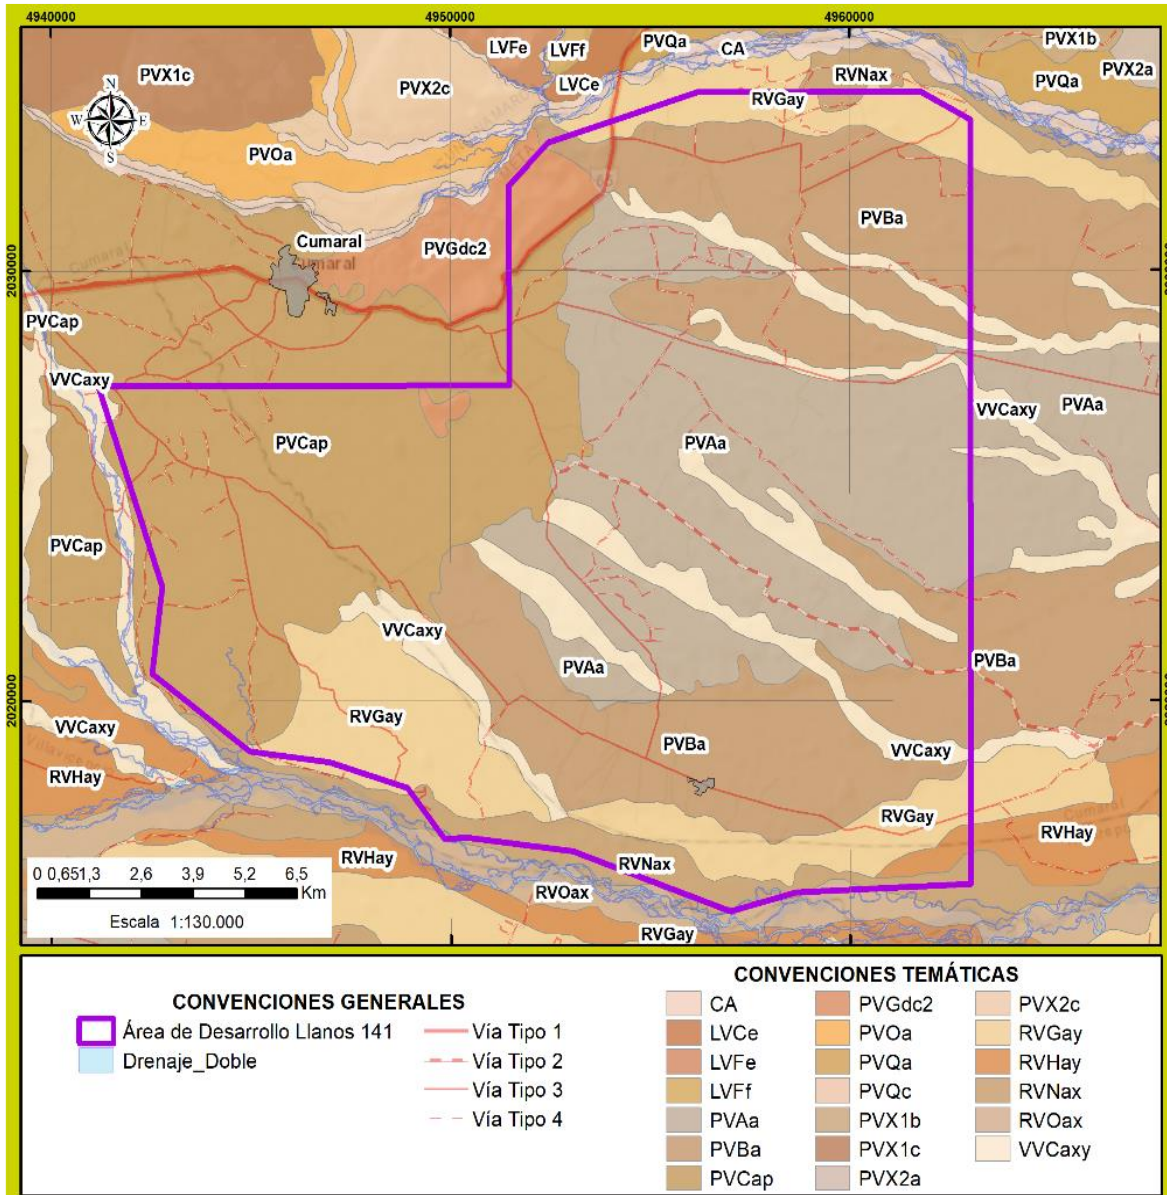 4940000
4950000
4960000
LVFe
LVFf
PVQa
CA
PVX1b
PVX1c
PVX2c
LVCe
RVNax
PVQa
PVX2a
N
W
E
S
RVGay
PVOa
PVBa
Cumaral
PVGdc2
2030000
PVCap
VVCaxy
VVCaxy
PVAa
PVCap
PVAa
PVCap
VVCaxy
PVAa
PVBa
2020000
VVCaxy
RVGay
PVBa
VVCaxy
RVHay
RVGay
RVHay
RVHay
RVNax
RVOax
RVGay
0 0,651,3 2,6 3,9 5,2 6,5
Km
Escala 1:130.000
CONVENCIONES GENERALES
Área de Desarrollo Llanos 141
Drenaje_Doble
Vía Tipo 1
Vía Tipo 2
Vía Tipo 3
Vía Tipo 4
CONVENCIONES TEMÁTICAS
CA
LVCe
LVFe
LVFf
PVAa
PVBa
PVCap
PVGdc2
PVOa
PVQa
PVQc
PVX1b
PVX1c
PVX2a
PVX2c
RVGay
RVHay
RVNax
RVOax
VVCaxy